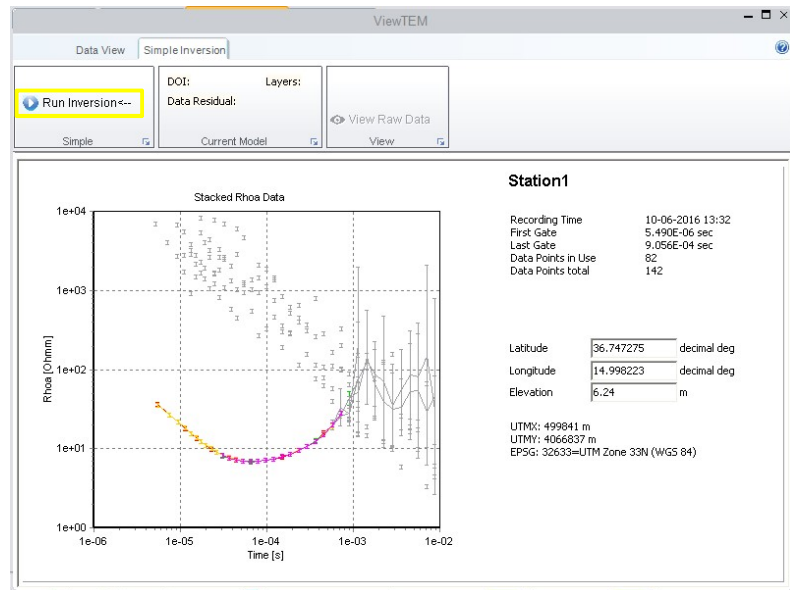 ViewTEM
Data View Simple Inversion
Run Inversion<--
DOI: Layers:
Data Residual:
View Raw Data
Simple Current Model View
Station1
Recording Time 10-06-2016 13:32
First Gate 5.490E-06 sec
Last Gate 9.056E-04 sec
Data Points in Use 82
Data Points total 142
Latitude 36.747275 decimal deg
Longitude 14.998223 decimal deg
Elevation 6.24 m
UTMX: 499841 m
UTMY: 4066837 m
EPSG: 32633=UTM Zone 33N (WGS 84)
Stacked Rhoa Data
Rhoa [Ohmm]
1e+04
1e+03
1e+02
1e+01
1e+00
1e-06 1e-05 1e-04 1e-03 1e-02
Time [s]